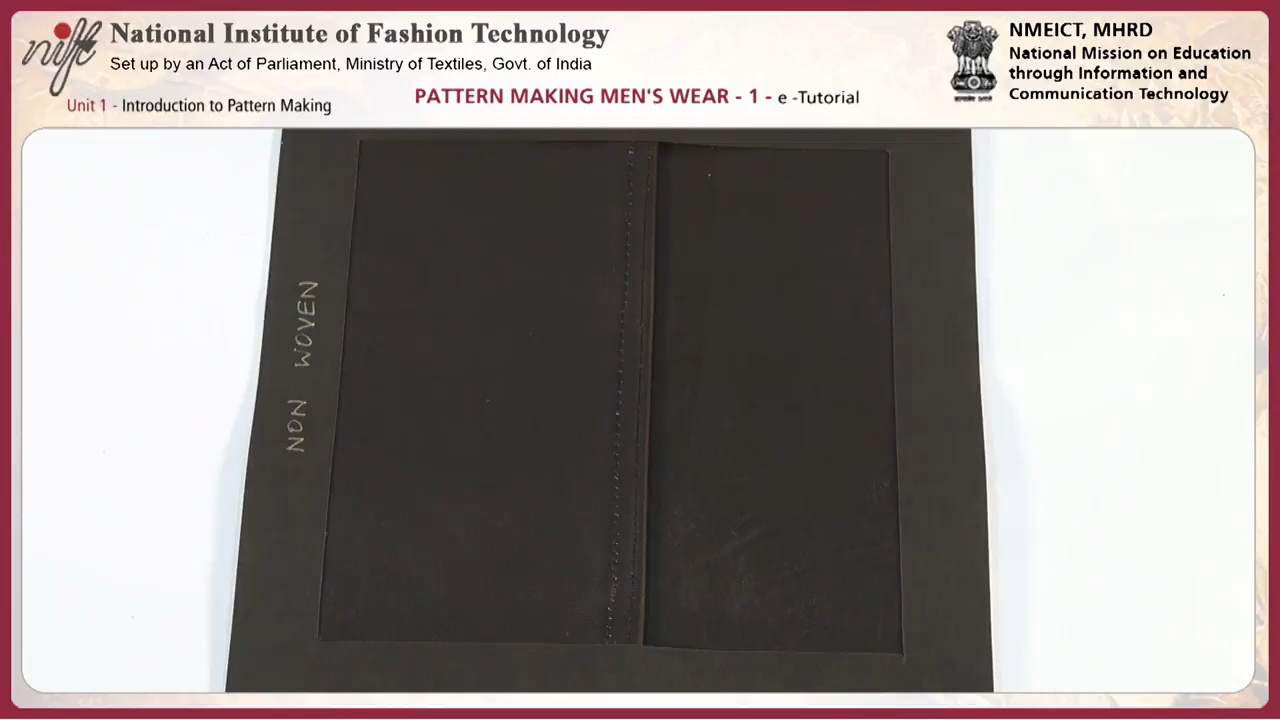 nift
National Institute of Fashion Technology
Set up by an Act of Parliament, Ministry of Textiles, Govt. of India
Unit 1 - Introduction to Pattern Making
PATTERN MAKING MEN'S WEAR - 1 - e -Tutorial
NMEICT, MHRD
National Mission on Education
through Information and
Communication Technology
NON WOVEN